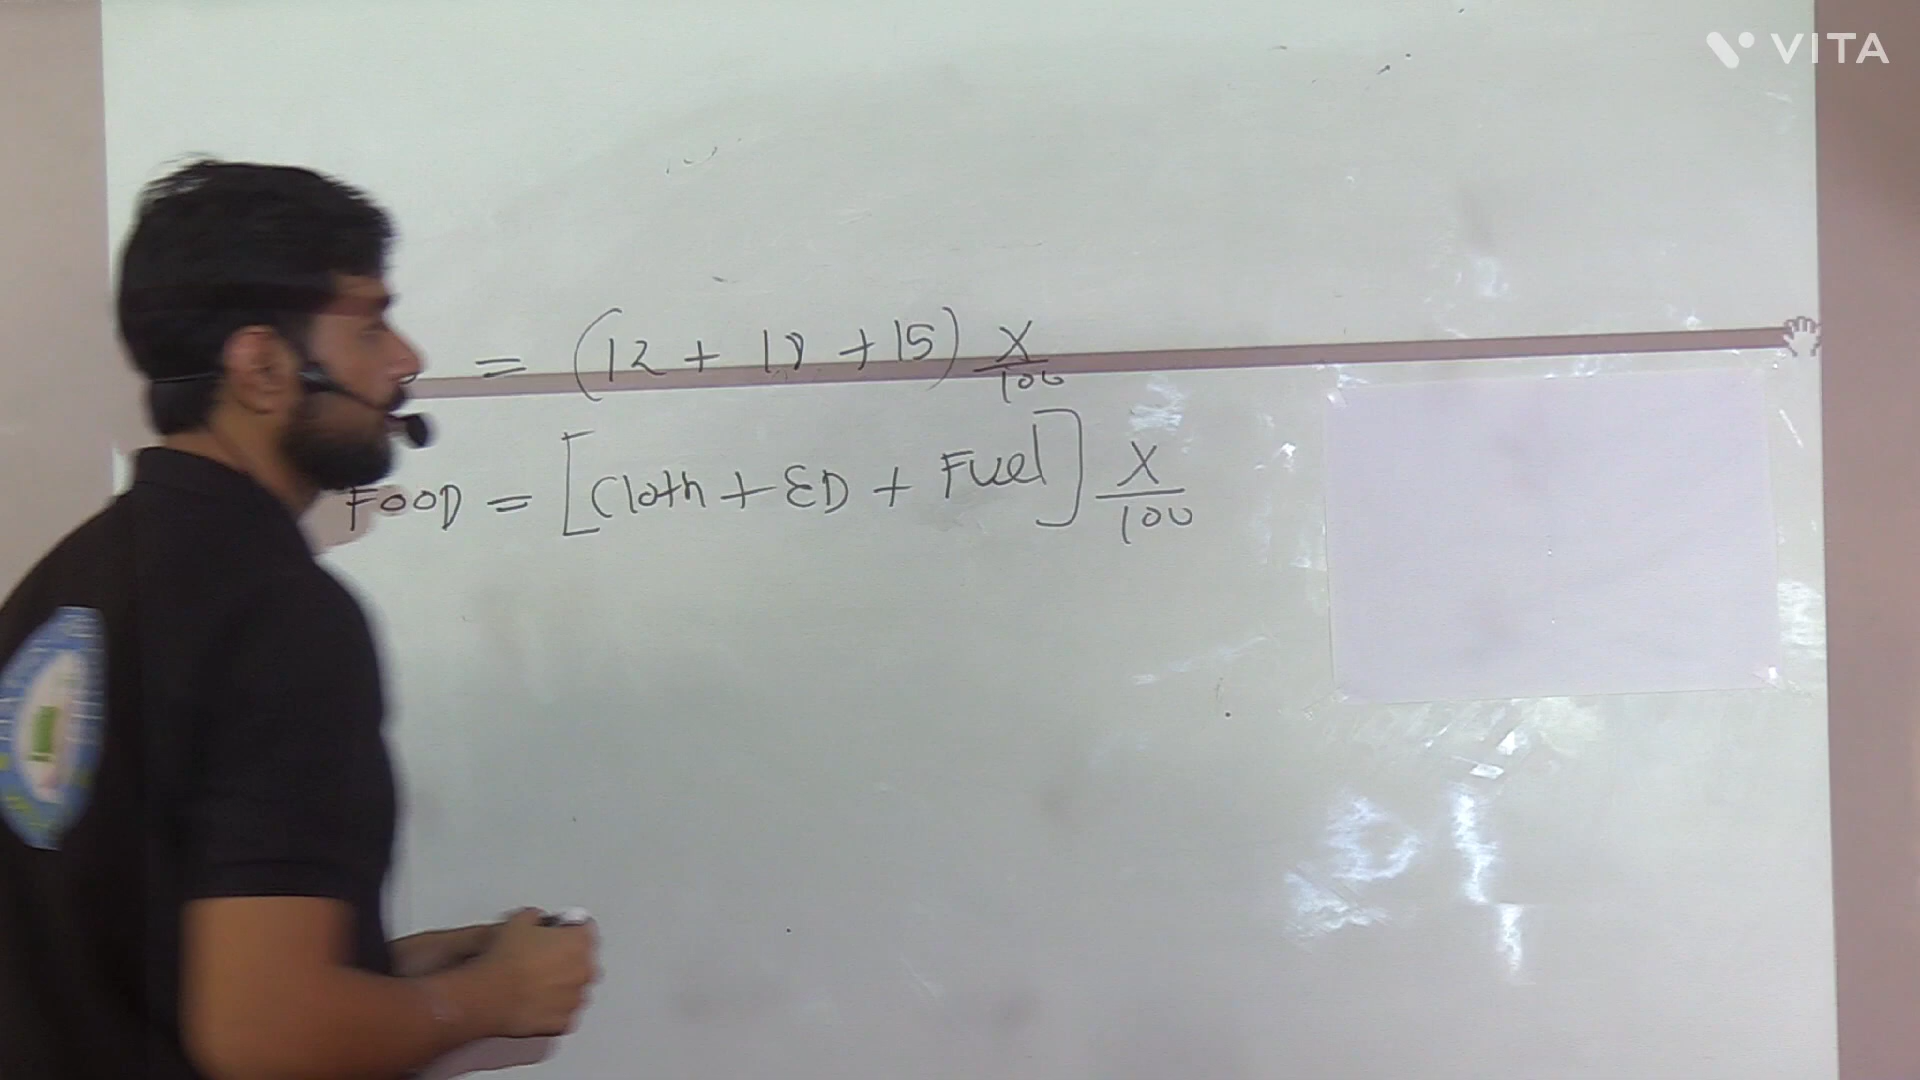 VITA
= (12 + 18 + 15) X/100
FOOD = [Cloth + ED + Fuel] X/100